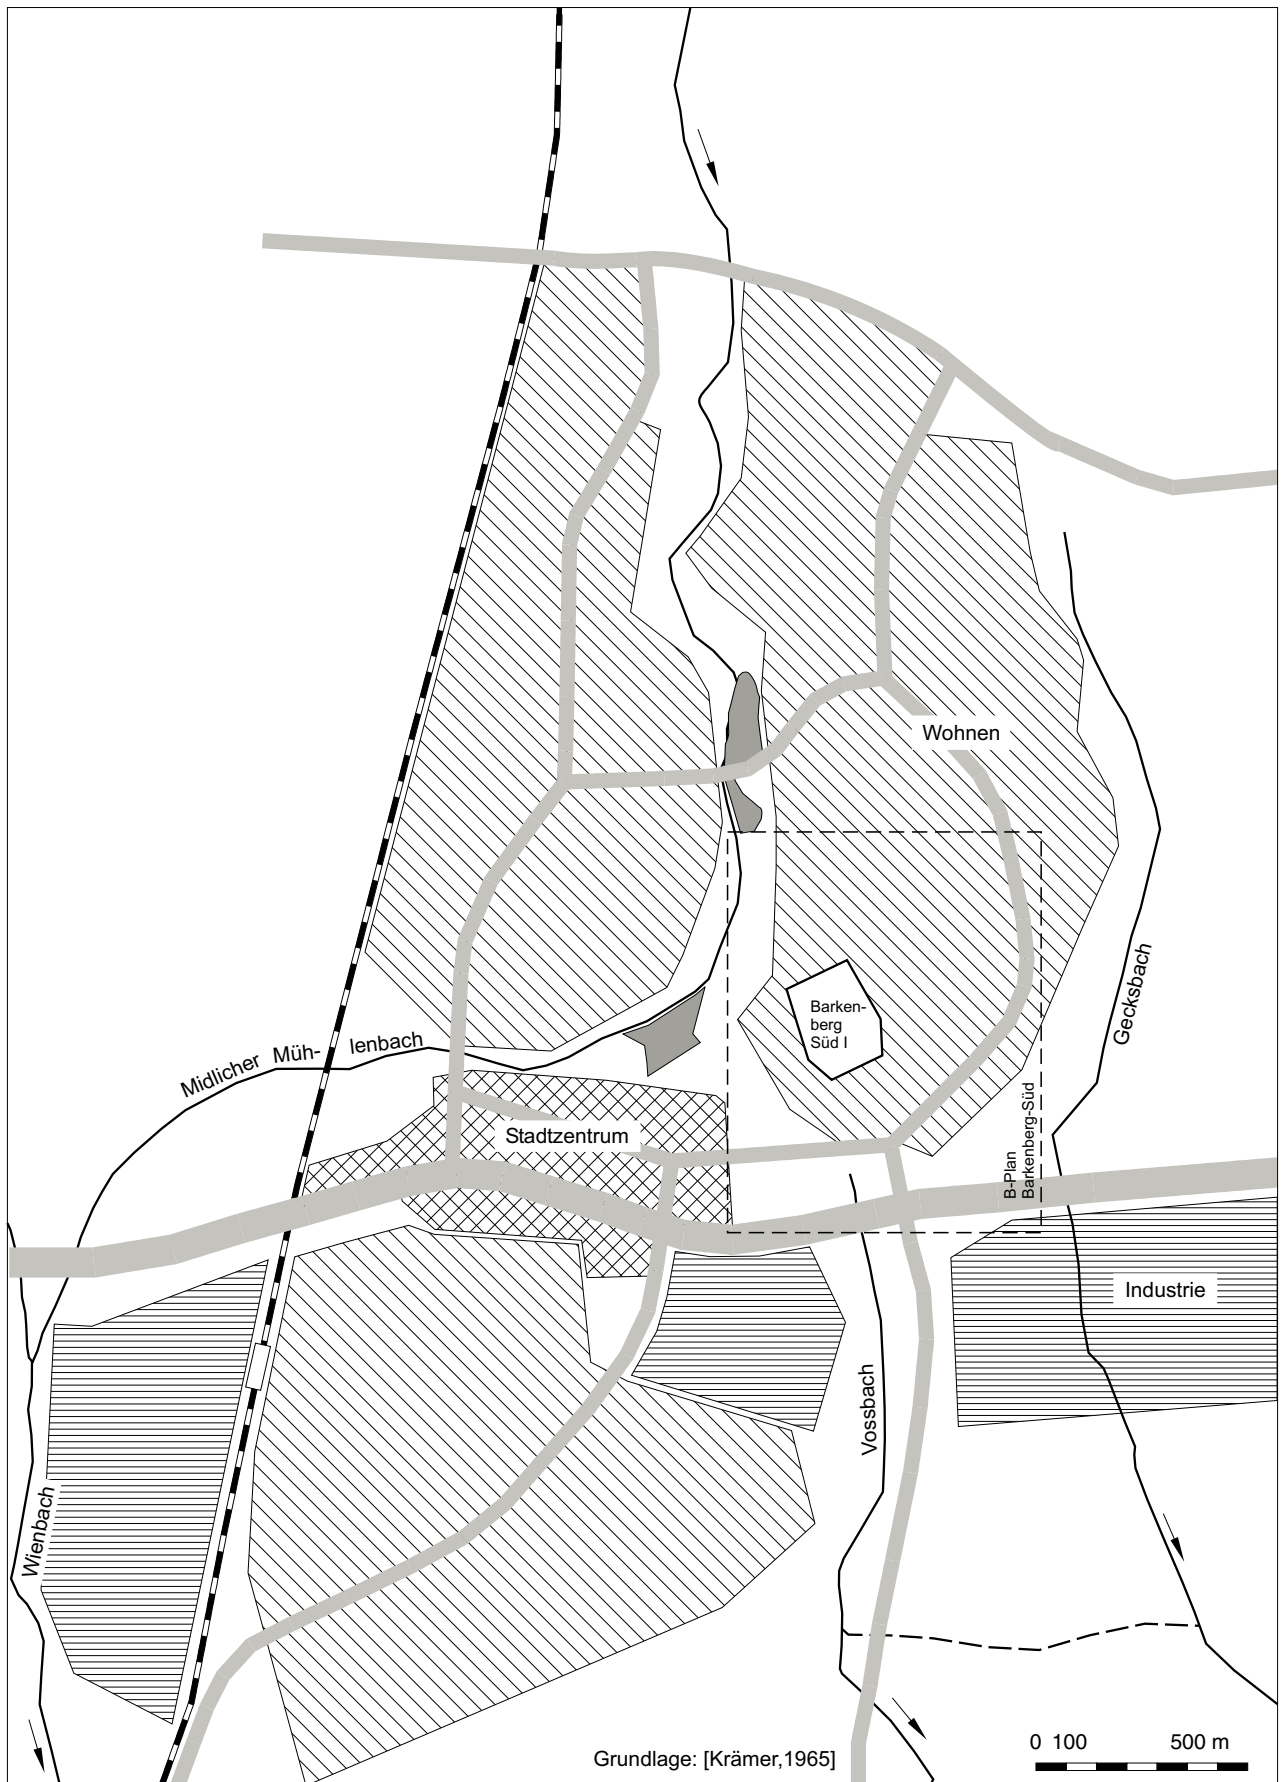 Wohnen
Barken-
berg
Süd I
Gecksbach
Midlicher Müh- lenbach
Stadtzentrum
B-Plan
Barkenberg-Süd
Industrie
Vossbach
Wienbach
0 100 500 m
Grundlage: [Krämer,1965]